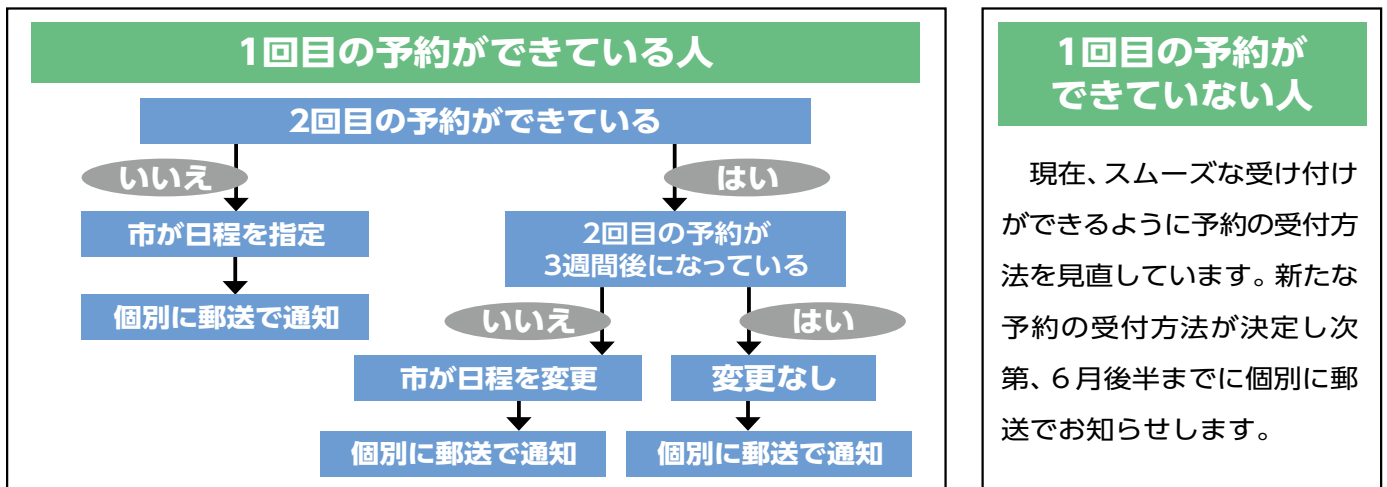 1回目の予約ができている人
2回目の予約ができている
いいえ
はい
市が日程を指定
2回目の予約が
3週間後になっている
個別に郵送で通知
いいえ
はい
市が日程を変更
変更なし
個別に郵送で通知
個別に郵送で通知
1回目の予約が
できていない人
現在、スムーズな受け付け
ができるように予約の受付方
法を見直しています。新たな
予約の受付方法が決定し次
第、6月後半までに個別に郵
送でお知らせします。